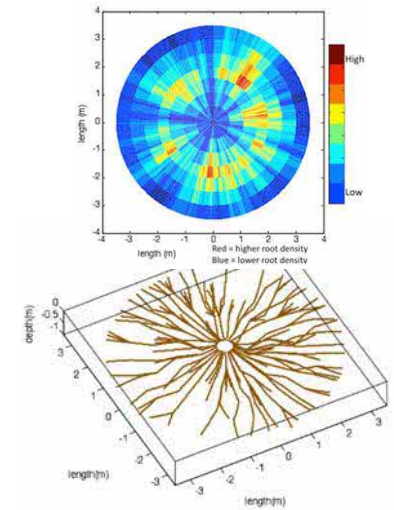 4
3
2
1
0
-1
-2
-3
-4
length (m)
-4 -3 -2 -1 0 1 2 3 4
length (m)
High
Low
Red = higher root density
Blue = lower root density
0
-0.5
-1
depth(m)
3
2
1
0
-1
-2
-3
length(m)
-3
-2
-1
0
1
2
3
length(m)